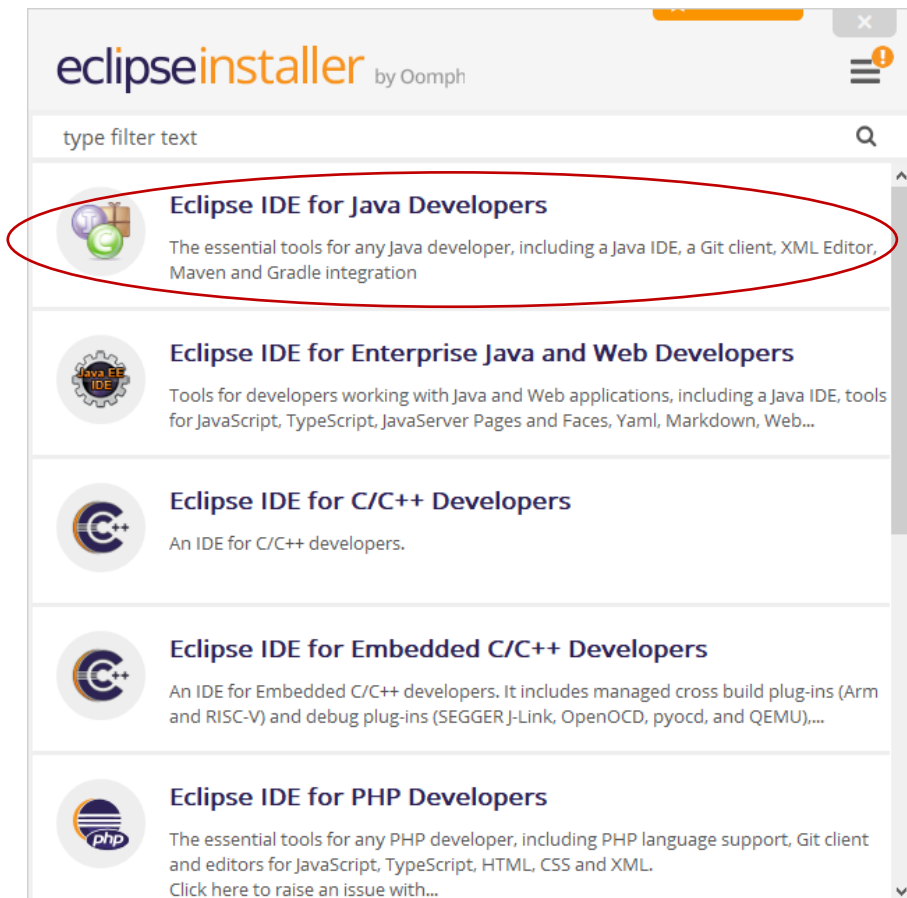 eclipseinstaller by Oomph
type filter text
Eclipse IDE for Java Developers
The essential tools for any Java developer, including a Java IDE, a Git client, XML Editor,
Maven and Gradle integration
Java EE
IDE
Eclipse IDE for Enterprise Java and Web Developers
Tools for developers working with Java and Web applications, including a Java IDE, tools
for JavaScript, TypeScript, JavaServer Pages and Faces, Yaml, Markdown, Web...
C++
Eclipse IDE for C/C++ Developers
An IDE for C/C++ developers.
C++
Eclipse IDE for Embedded C/C++ Developers
An IDE for Embedded C/C++ developers. It includes managed cross build plug-ins (Arm
and RISC-V) and debug plug-ins (SEGGER J-Link, OpenOCD, pyocd, and QEMU),...
php
Eclipse IDE for PHP Developers
The essential tools for any PHP developer, including PHP language support, Git client
and editors for JavaScript, TypeScript, HTML, CSS and XML.
Click here to raise an issue with...